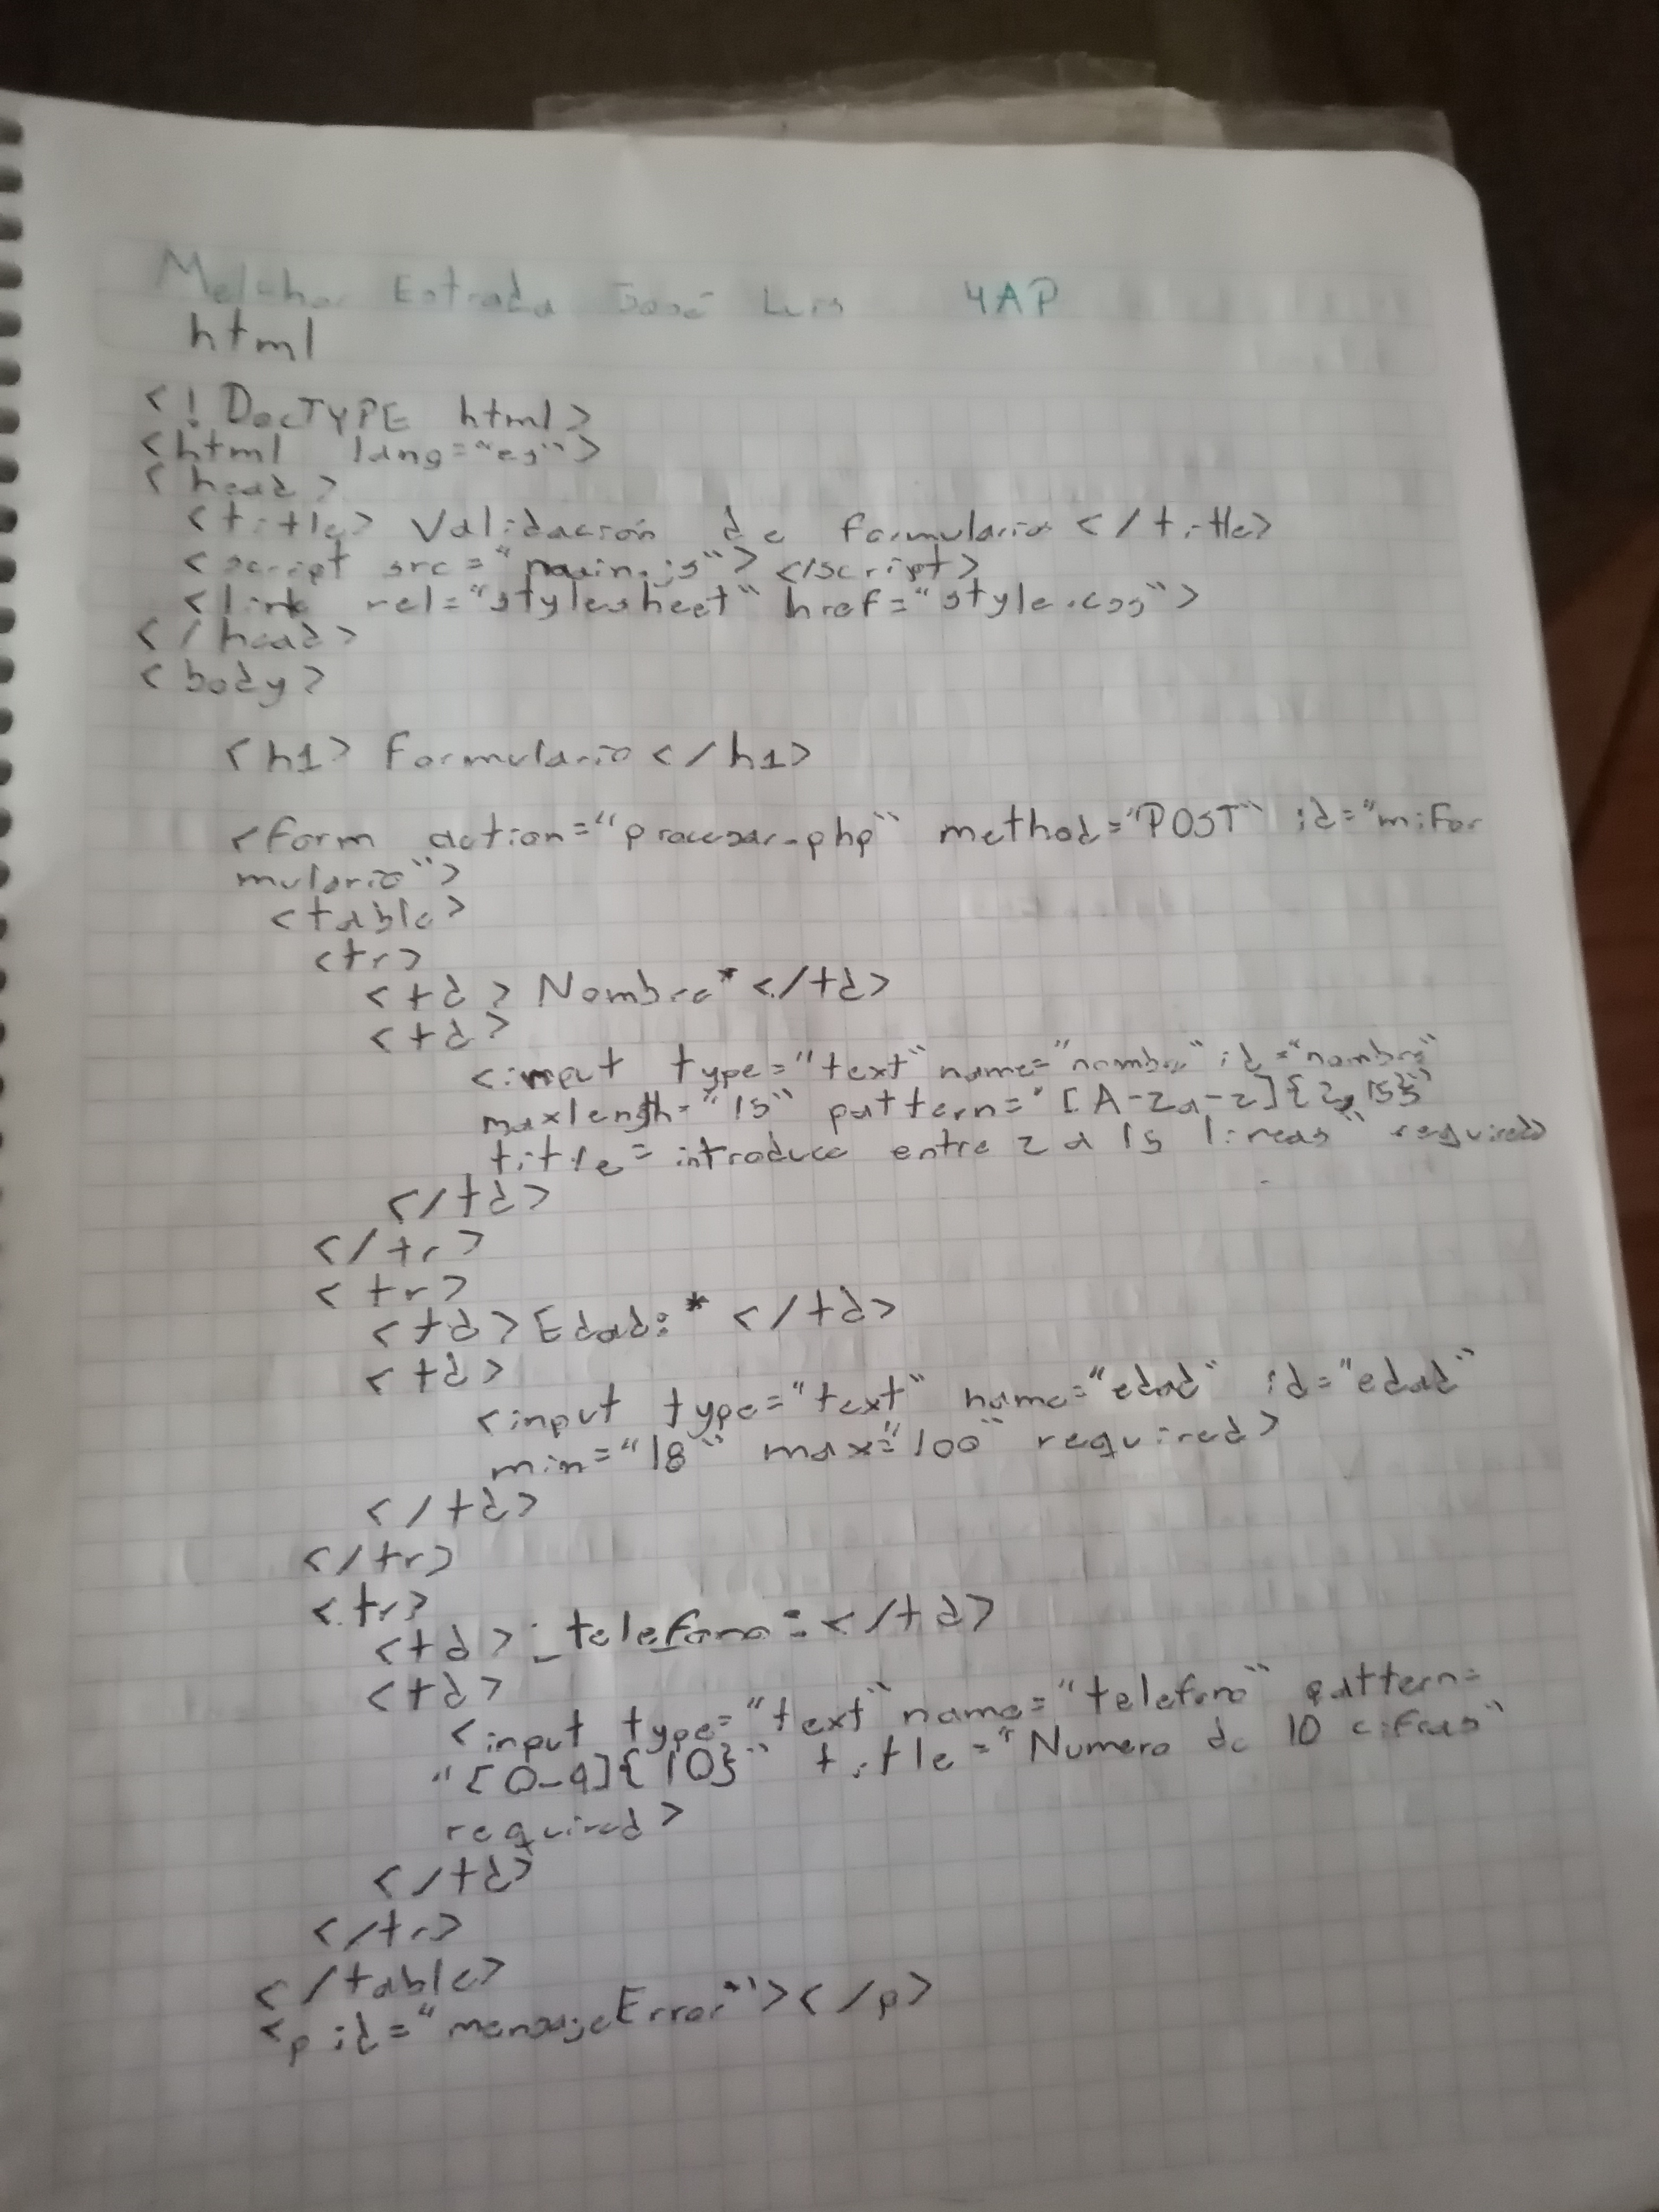 Melchor Estrada José Luis 4AP
html
<! DocTYPE html>
<html lang="es">
<head>
<title> Validación de formularios </title>
<script src="main.js"></script>
<link rel="stylesheet" href="style.css">
</head>
<body>
<h1> Formulario </h1>
<form action="procesar.php" method="POST" id="mifor
mulario">
<table>
<tr>
<td> Nombre* </td>
<td>
<input type="text" name="nombre" id="nombre"
maxlength="15" pattern="[A-Za-z]{2,15}"
title= introduce entre 2 a 15 lineas" required>
</td>
</tr>
<tr>
<td> Edad:* </td>
<td>
<input type="text" name="edad" id="edad"
min="18" max="100" required>
</td>
</tr>
<tr>
<td> telefono: </td>
<td>
<input type="text" name="telefono" pattern=
"[0-9]{10}" title="Numero de 10 cifras"
required>
</td>
</tr>
</table>
<p id="mensajeError"></p>